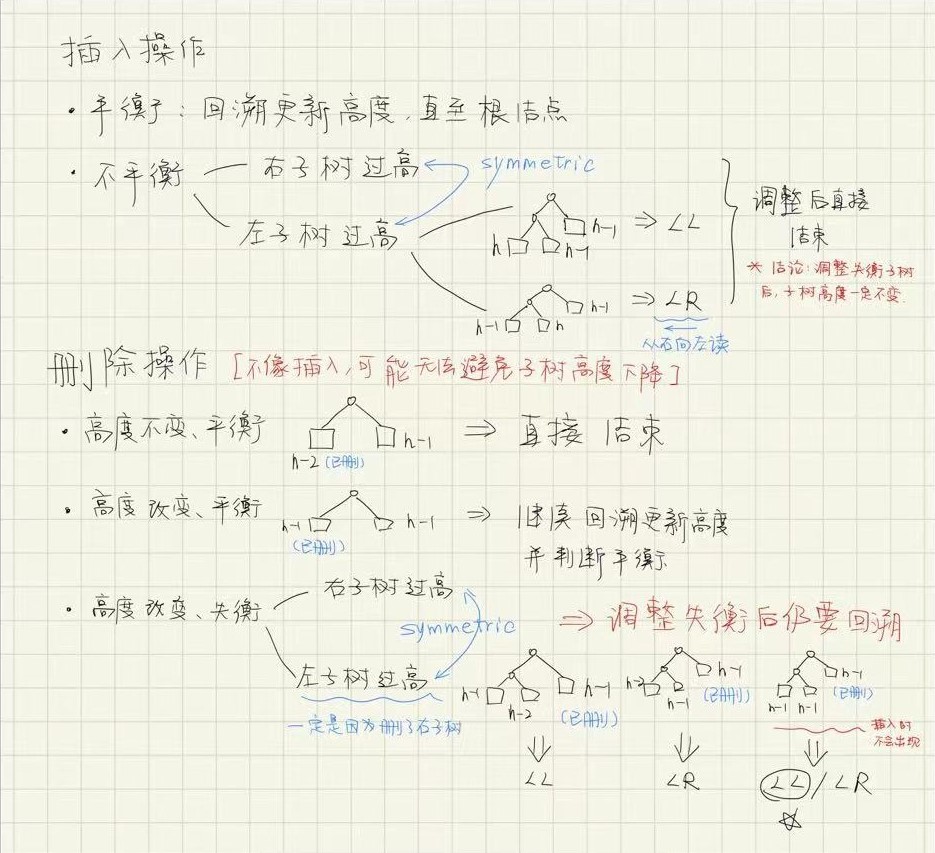 插入操作
· 平衡：回溯更新高度，直至根结点
· 不平衡 右子树过高 symmetric
左子树过高
h h-1 h-1 ⇒ LL
h-1 h h-1 ⇒ LR
从右向左读
调整后直接
结束
* 结论：调整失衡子树
后，子树高度一定不变.
删除操作 [不像插入，可能无法避免子树高度下降]
· 高度不变、平衡 h-2 (已删) h-1 ⇒ 直接结束
· 高度改变、平衡 h-1 (已删) h-1 ⇒ 继续回溯更新高度
并判断平衡
· 高度改变、失衡 右子树过高
symmetric ⇒ 调整失衡后仍要回溯
左子树过高
一定是因为删了右子树
h-1 h-2 h-1 (已删)
LL
h-2 h-1 h-1 (已删)
LR
h-1 h-1 h-1 (已删)
插入时
不会出现
LL / LR
☆